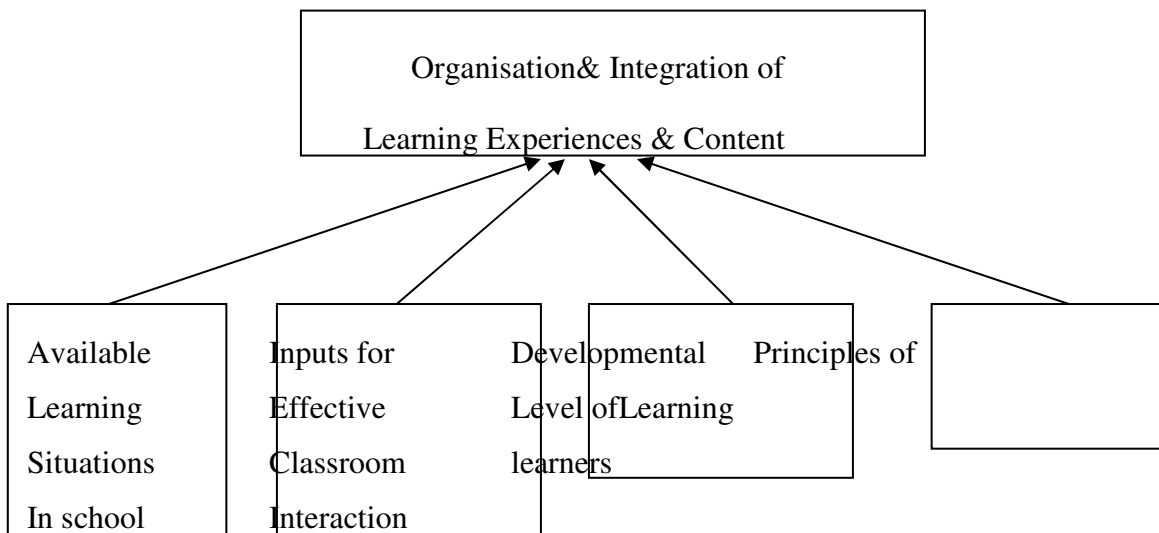 Organisation& Integration of
Learning Experiences & Content
Available Inputs for Developmental Principles of
Learning Effective Level ofLearning
Situations Classroom learners
In school Interaction